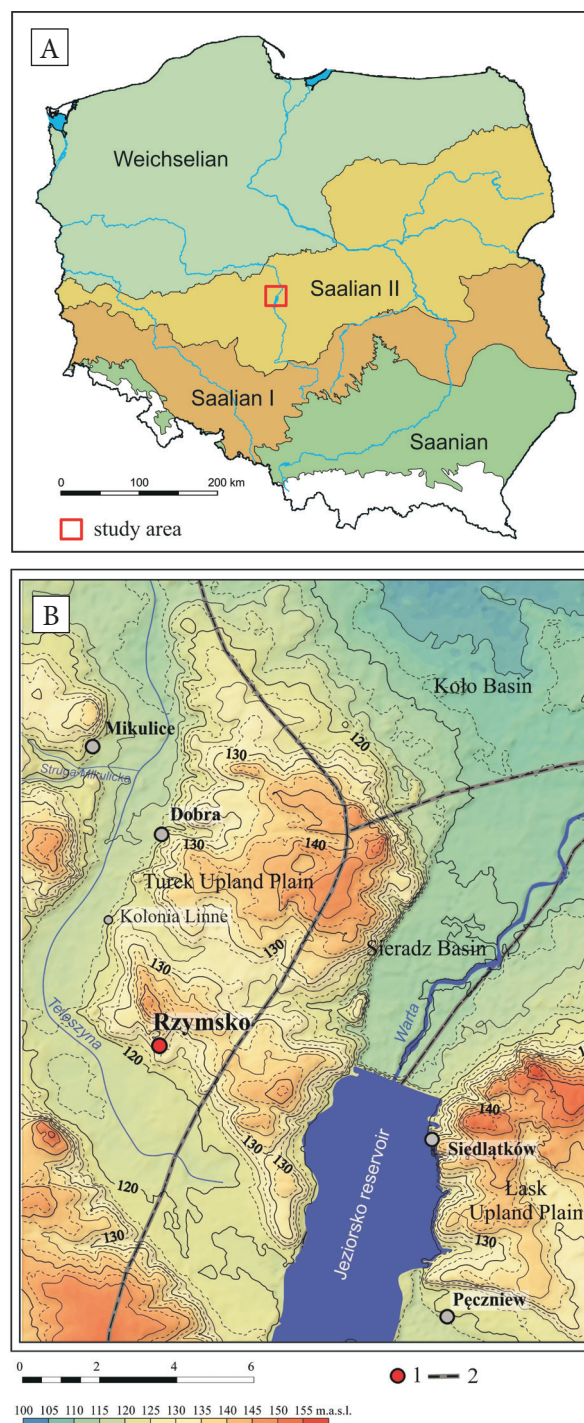 A
Weichselian
Saalian II
Saalian I
Saanian
0 100 200 km
study area
B
Koło Basin
120
Mikulice
130
Struga Mikulicka
Dobra
130
140
Turek Upland Plain
Kolonia Linne
130
Sieradz Basin
130
Warta
Rzymsko
Teleszyna
120
140
Siedlątków
130
130
Jeziorsko reservoir
Łask
Upland Plain
120
130
130
Pęczniew
0 2 4 6
1 2
100 105 110 115 120 125 130 135 140 145 150 155 m.a.s.l.